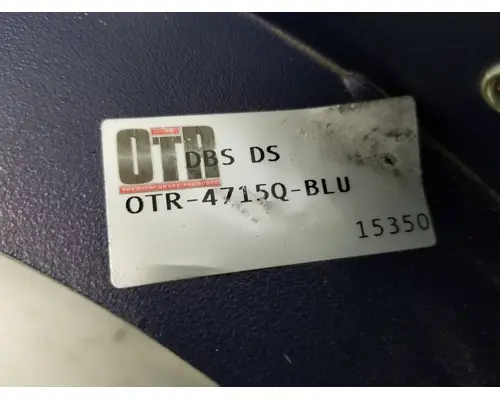 OTR
DBS DS
PREMIUM BRAKE PRODUCTS
OTR-4715Q-BLU
15350